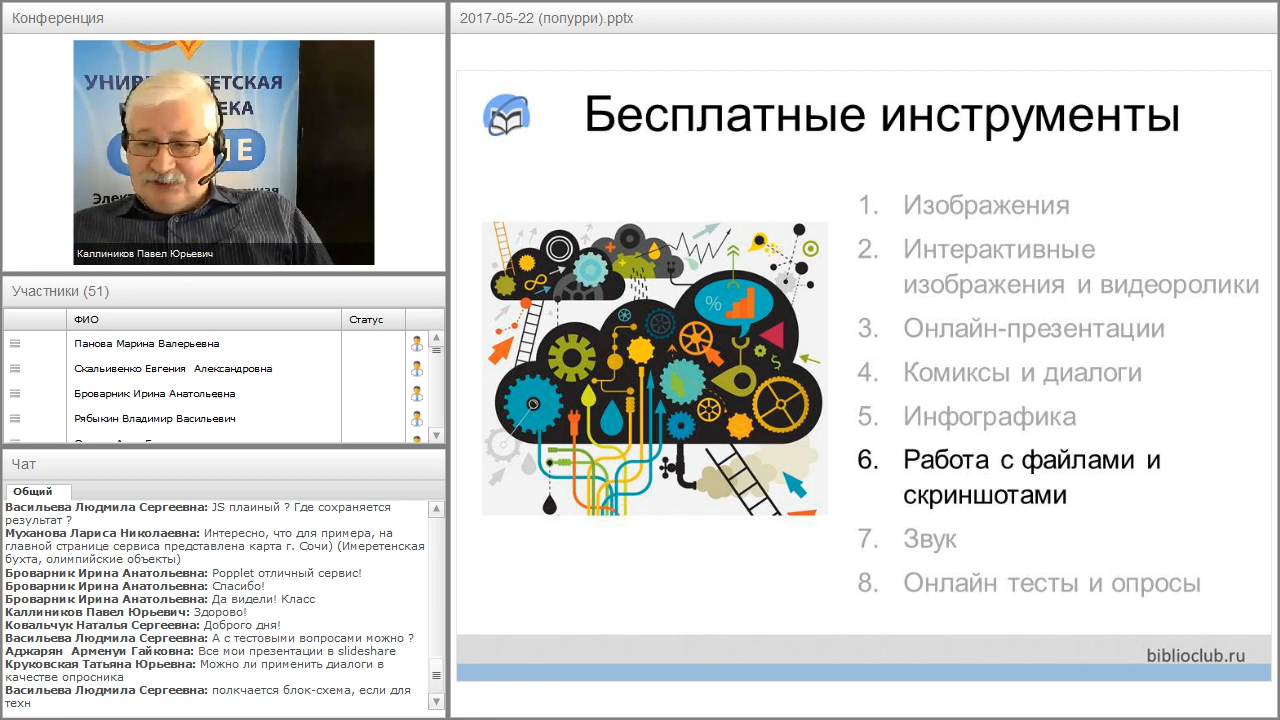 Конференция
УНИВ СЕТСКАЯ
ЕКА
Каллиников Павел Юрьевич
Участники (51)
ФИО Статус
Панова Марина Валерьевна
Скальивенко Евгения Александровна
Броварник Ирина Анатольевна
Рябыкин Владимир Васильевич
Чат
Общий
Васильева Людмила Сергеевна: JS плаиный ? Где сохраняется
результат ?
Муханова Лариса Николаевна: Интересно, что для примера, на
главной странице сервиса представлена карта г. Сочи) (Имеретенская
бухта, олимпийские объекты)
Броварник Ирина Анатольевна: Popplet отличный сервис!
Броварник Ирина Анатольевна: Спасибо!
Броварник Ирина Анатольевна: Да видели! Класс
Каллиников Павел Юрьевич: Здорово!
Ковальчук Наталья Сергеевна: Доброго дня!
Васильева Людмила Сергеевна: А с тестовыми вопросами можно ?
Аджарян Арменуи Гайковна: Все мои презентации в slideshare
Круковская Татьяна Юрьевна: Можно ли применить диалоги в
качестве опросника
Васильева Людмила Сергеевна: полкчается блок-схема, если для
техн
2017-05-22 (попурри).pptx
Бесплатные инструменты
%
$
1. Изображения
2. Интерактивные
изображения и видеоролики
3. Онлайн-презентации
4. Комиксы и диалоги
5. Инфографика
6. Работа с файлами и
скриншотами
7. Звук
8. Онлайн тесты и опросы
biblioclub.ru